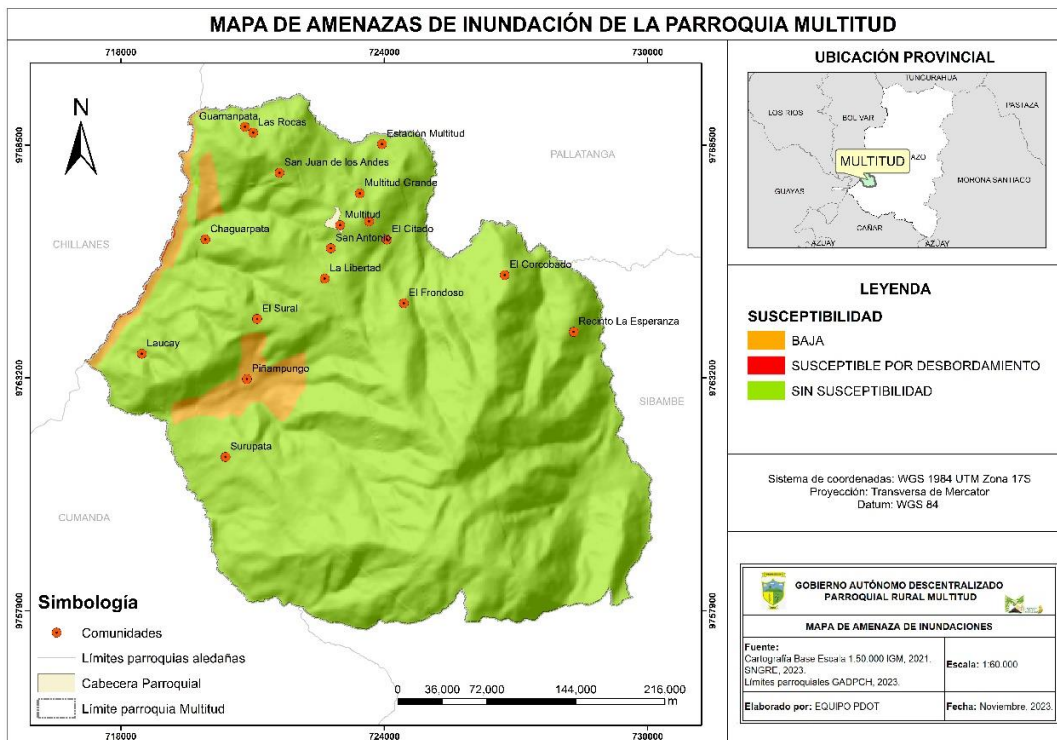 MAPA DE AMENAZAS DE INUNDACIÓN DE LA PARROQUIA MULTITUD
718000 724000 730000
9768500 9768500
9763200 9763200
9757900 9757900
718000 724000 730000
N
Guamanpata
Las Rocas
Estación Multitud
PALLATANGA
San Juan de los Andes
Multitud Grande
Multitud
Chaguarpata
El Citado
San Antonio
CHILLANES
La Libertad
El Corcobado
El Frondoso
El Sural
Recinto La Esperanza
Laucay
Piñampungo
SIBAMBE
Surupata
CUMANDA
Simbología
Comunidades
Límites parroquias aledañas
Cabecera Parroquial
Límite parroquia Multitud
0 36,000 72,000 144,000 216,000
m
UBICACIÓN PROVINCIAL
TUNGURAHUA
PASTAZA
LOS RIOS
BOLIVAR
MULTITUD
AZO
MORONA SANTIAGO
GUAYAS
CAÑAR
AZUAY
AZUAY
LEYENDA
SUSCEPTIBILIDAD
BAJA
SUSCEPTIBLE POR DESBORDAMIENTO
SIN SUSCEPTIBILIDAD
Sistema de coordenadas: WGS 1984 UTM Zona 17S
Proyección: Transversa de Mercator
Datum: WGS 84
GOBIERNO AUTÓNOMO DESCENTRALIZADO
PARROQUIAL RURAL MULTITUD
MAPA DE AMENAZA DE INUNDACIONES
Fuente:
Cartografía Base Escala 1.50.000 IGM, 2021.
SNGRE, 2023.
Límites parroquiales GADPCH, 2023.
Escala: 1:60.000
Elaborado por: EQUIPO PDOT
Fecha: Noviembre, 2023.